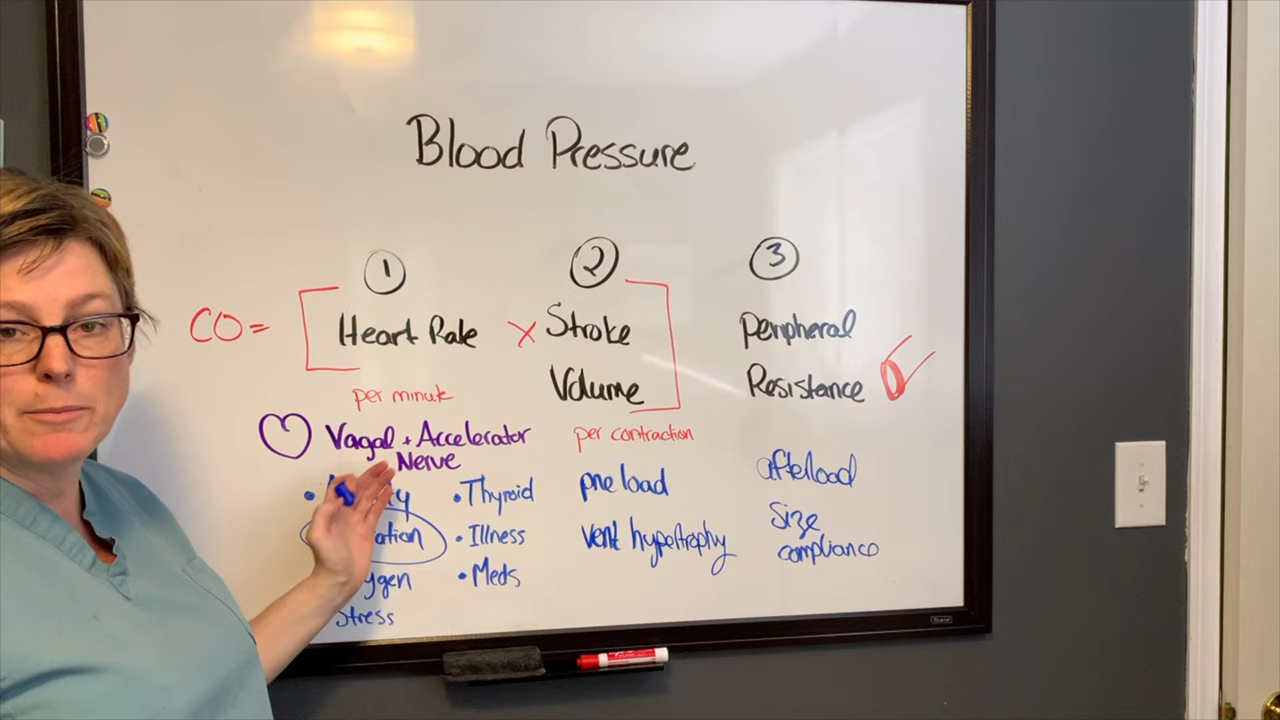 Blood Pressure
1 2 3
CO = [ Heart Rate x Stroke Volume ] Peripheral Resistance
per minute
per contraction
Vagal + Accelerator
Nerve
• Thyroid
• Illness
• Meds
Stress
preload
vent hypertrophy
afterload
Size
compliance